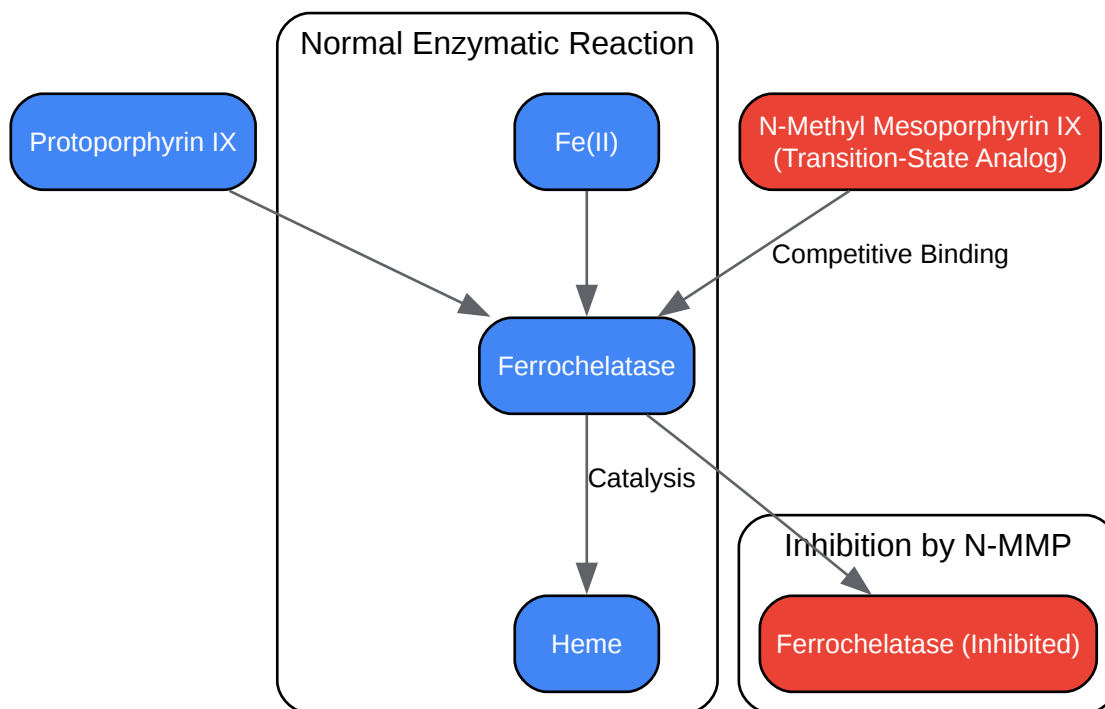 Normal Enzymatic Reaction
Protoporphyrin IX
Fe(II)
N-Methyl Mesoporphyrin IX
(Transition-State Analog)
Competitive Binding
Ferrochelatase
Catalysis
Inhibition by N-MMP
Heme
Ferrochelatase (Inhibited)